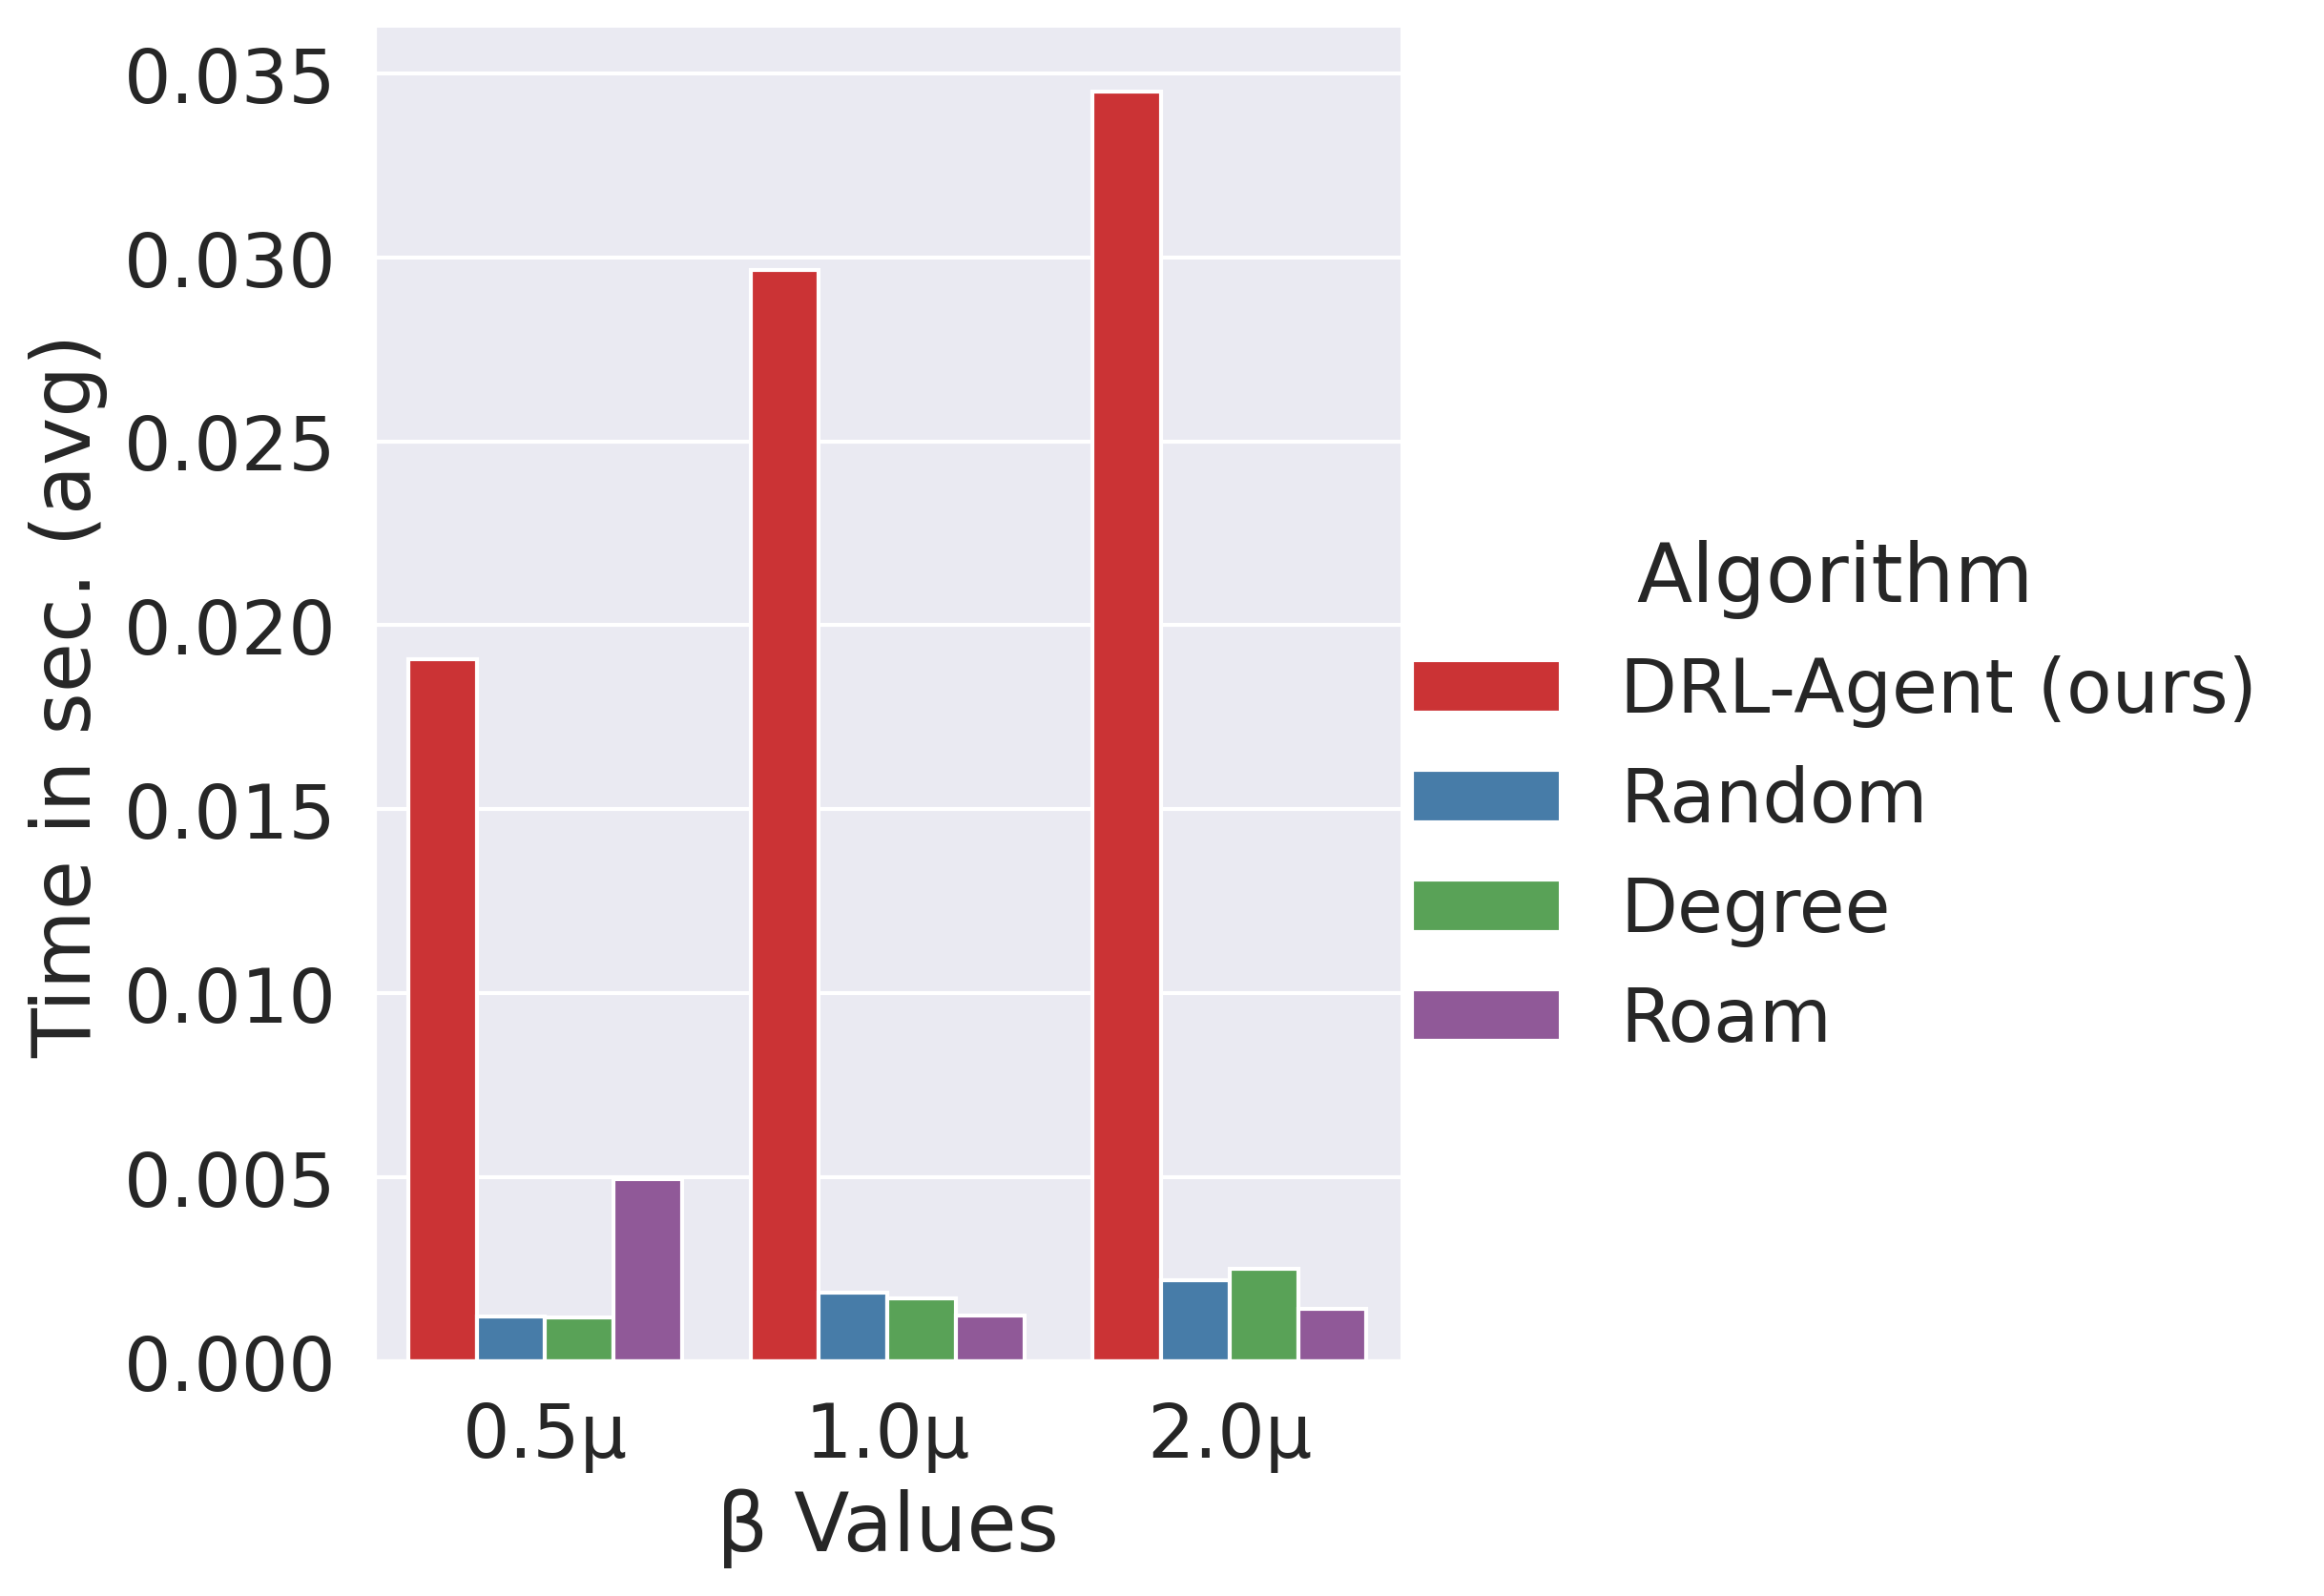 Time in sec. (avg)
0.035
0.030
0.025
0.020
0.015
0.010
0.005
0.000
0.5μ 1.0μ 2.0μ
β Values
Algorithm
DRL-Agent (ours)
Random
Degree
Roam